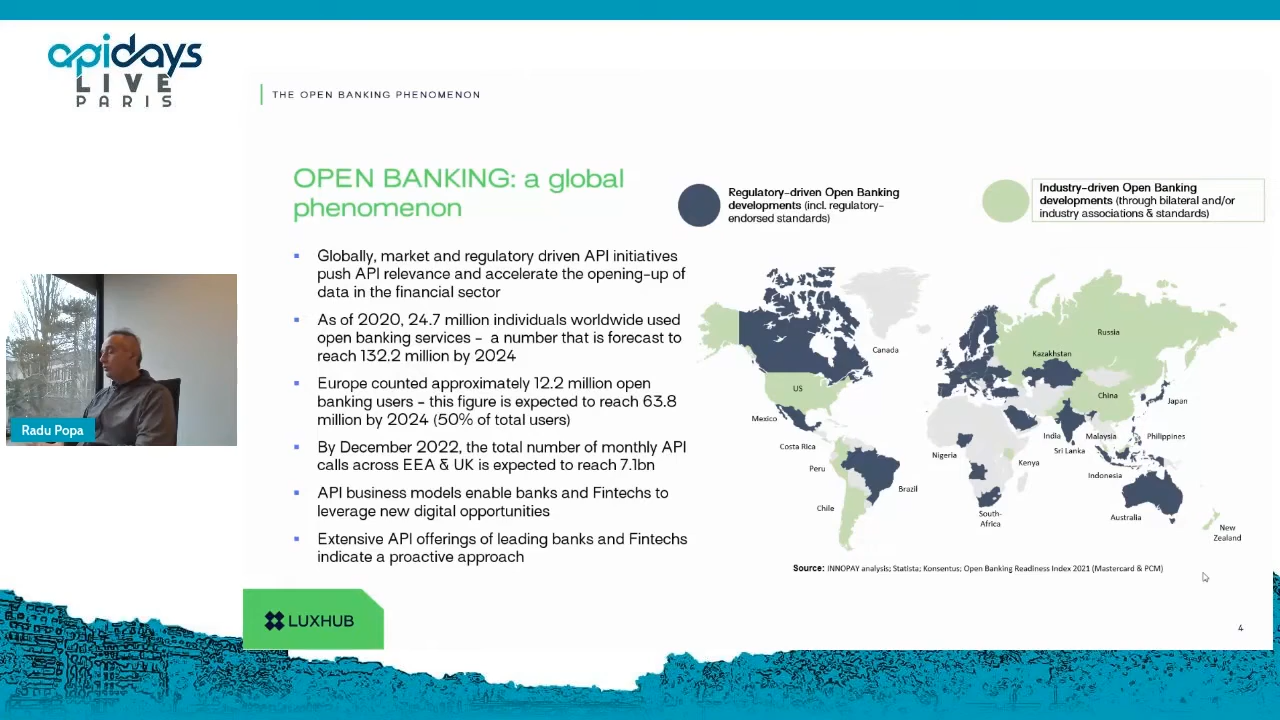 apidays
LIVE
PARIS
THE OPEN BANKING PHENOMENON
OPEN BANKING: a global
phenomenon
▪ Globally, market and regulatory driven API initiatives
push API relevance and accelerate the opening-up of
data in the financial sector
▪ As of 2020, 24.7 million individuals worldwide used
open banking services – a number that is forecast to
reach 132.2 million by 2024
▪ Europe counted approximately 12.2 million open
banking users – this figure is expected to reach 63.8
million by 2024 (50% of total users)
▪ By December 2022, the total number of monthly API
calls across EEA & UK is expected to reach 7.1bn
▪ API business models enable banks and Fintechs to
leverage new digital opportunities
▪ Extensive API offerings of leading banks and Fintechs
indicate a proactive approach
Regulatory-driven Open Banking
developments (incl. regulatory-
endorsed standards)
Industry-driven Open Banking
developments (through bilateral and/or
industry associations & standards)
Canada
Russia
Kazakhstan
US
China
Japan
Mexico
India
Malaysia
Philippines
Costa Rica
Nigeria
Sri Lanka
Kenya
Peru
Indonesia
Brazil
Chile
South-
Africa
Australia
New
Zealand
Source: INNOPAY analysis; Statista; Konsentus; Open Banking Readiness Index 2021 (Mastercard & PCM)
Radu Popa
LUXHUB
4